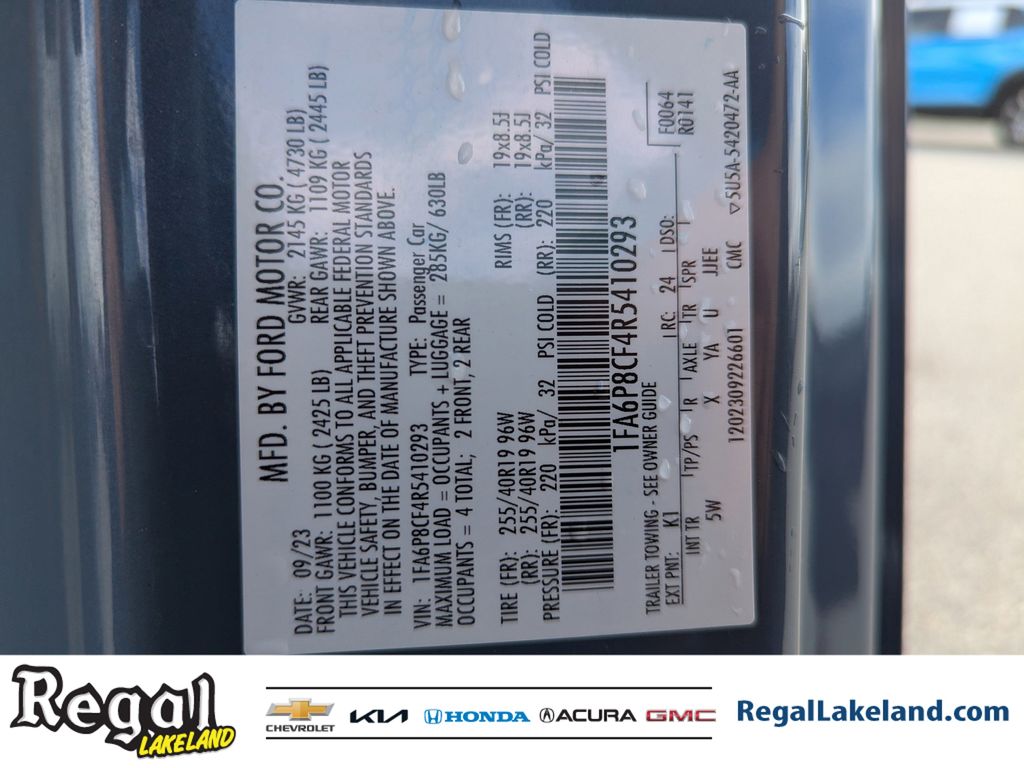 MFD. BY FORD MOTOR CO.
DATE: 09/23 GVWR: 2145 KG ( 4730 LB)
FRONT GAWR: 1100 KG ( 2425 LB) REAR GAWR: 1109 KG ( 2445 LB)
THIS VEHICLE CONFORMS TO ALL APPLICABLE FEDERAL MOTOR
VEHICLE SAFETY, BUMPER, AND THEFT PREVENTION STANDARDS
IN EFFECT ON THE DATE OF MANUFACTURE SHOWN ABOVE.
VIN: 1FA6P8CF4R5410293 TYPE: Passenger Car
MAXIMUM LOAD = OCCUPANTS + LUGGAGE = 285KG/ 630LB
OCCUPANTS = 4 TOTAL; 2 FRONT, 2 REAR
TIRE (FR): 255/40R19 96W RIMS (FR): 19x8.5J
(RR): 255/40R19 96W (RR): 19x8.5J
PRESSURE (FR): 220 kPa/ 32 PSI COLD (RR): 220 kPa/ 32 PSI COLD
1FA6P8CF4R5410293
TRAILER TOWING - SEE OWNER GUIDE F0064
EXT PNT: K1 RC: 24 DSO: R0141
INT TR TP/PS R AXLE TR SPR
5W X YA U JJEE
1202309226601 CMC ▽5U5A-5420472-AA
Regal
LAKELAND
CHEVROLET KIA HONDA ACURA GMC
RegalLakeland.com